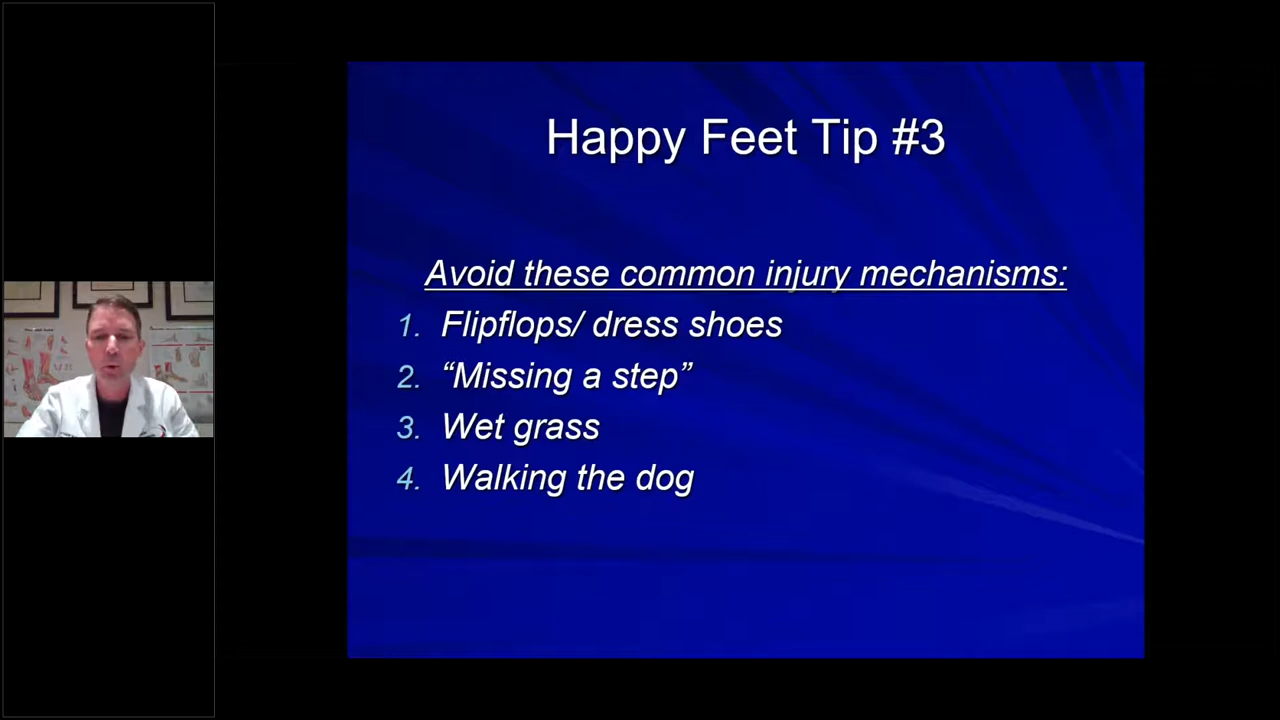 Happy Feet Tip #3
Avoid these common injury mechanisms:
1. Flipflops/ dress shoes
2. “Missing a step”
3. Wet grass
4. Walking the dog